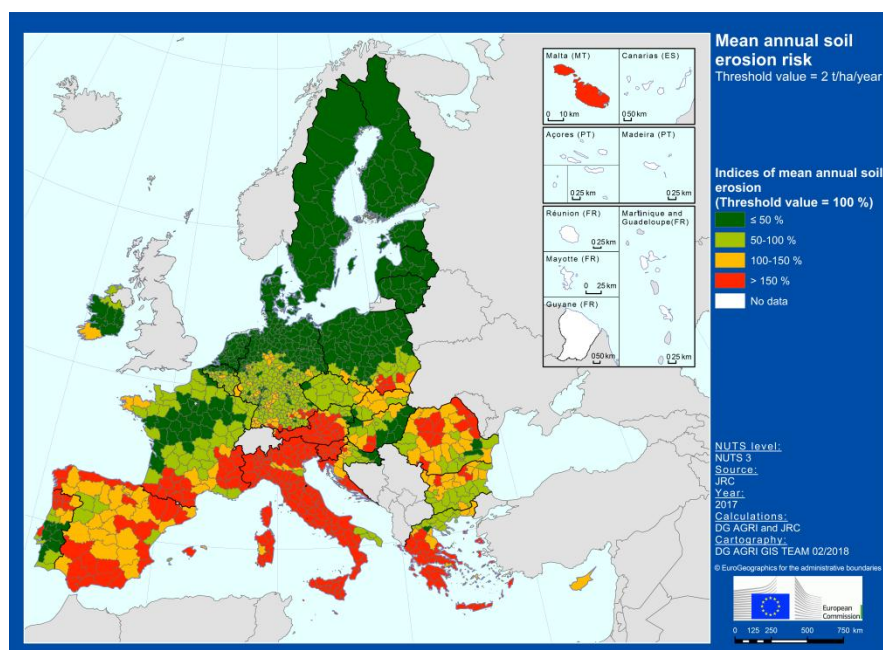 Mean annual soil
erosion risk
Threshold value = 2 t/ha/year
Malta (MT)
0 10 km
Canarias (ES)
0 50 km
Açores (PT)
0 25 km
Madeira (PT)
0 25 km
Réunion (FR)
0 25 km
Martinique and
Guadeloupe(FR)
0 25 km
Mayotte (FR)
0 25 km
Guyane (FR)
0 50 km
Indices of mean annual soil
erosion
(Threshold value = 100 %)
≤ 50 %
50-100 %
100-150 %
> 150 %
No data
NUTS level:
NUTS 3
Source:
JRC
Year:
2017
Calculations:
DG AGRI and JRC
Cartography:
DG AGRI GIS TEAM 02/2018
© EuroGeographics for the administrative boundaries
European
Commission
0 125 250 500 750 km